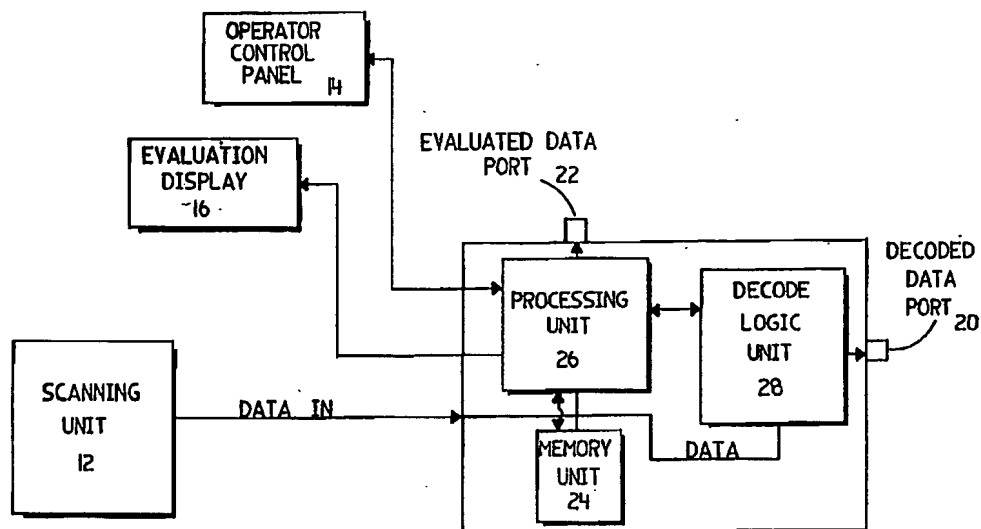 OPERATOR
CONTROL
PANEL
14
EVALUATION
DISPLAY
16
EVALUATED DATA
PORT
22
DECODED
DATA
PORT
20
PROCESSING
UNIT
26
DECODE
LOGIC
UNIT
28
SCANNING
UNIT
12
DATA IN
MEMORY
UNIT
24
DATA